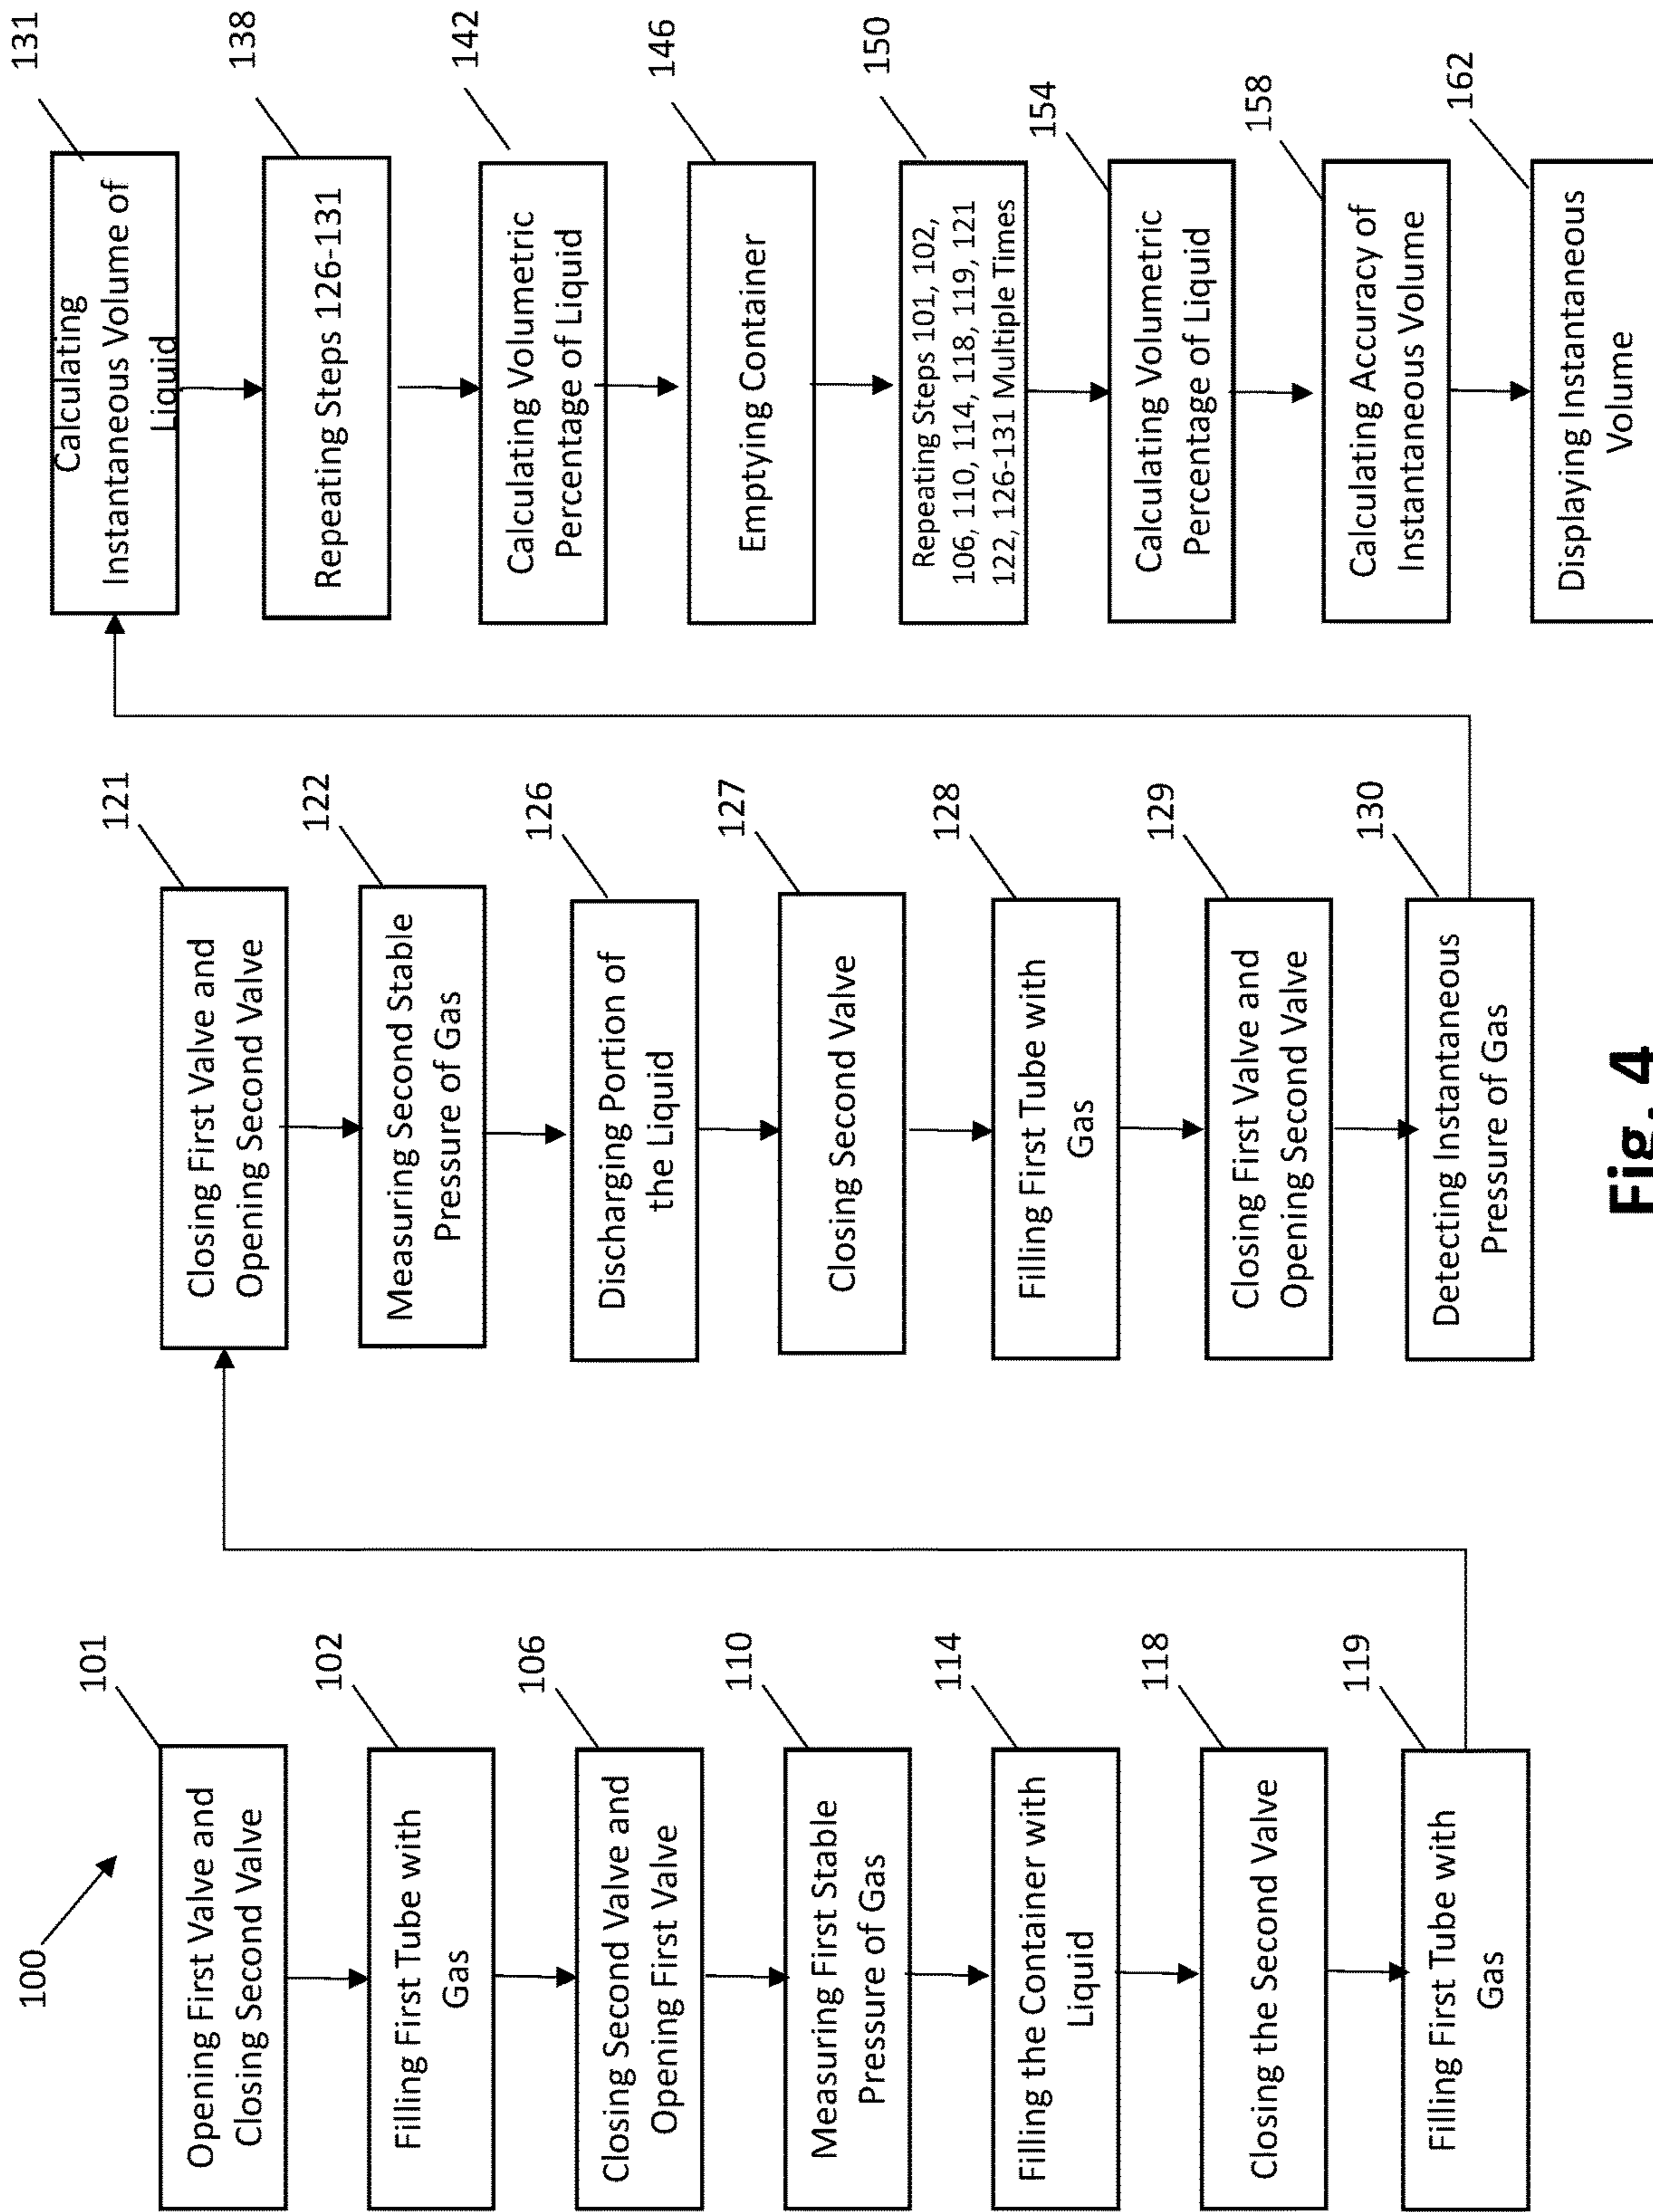 100
101
Opening First Valve and
Closing Second Valve
102
Filling First Tube with
Gas
106
Closing Second Valve and
Opening First Valve
110
Measuring First Stable
Pressure of Gas
114
Filling the Container with
Liquid
118
Closing the Second Valve
119
Filling First Tube with
Gas
121
Closing First Valve and
Opening Second Valve
122
Measuring Second Stable
Pressure of Gas
126
Discharging Portion of
the Liquid
127
Closing Second Valve
128
Filling First Tube with
Gas
129
Closing First Valve and
Opening Second Valve
130
Detecting Instantaneous
Pressure of Gas
131
Calculating
Instantaneous Volume of
Liquid
138
Repeating Steps 126-131
142
Calculating Volumetric
Percentage of Liquid
146
Emptying Container
150
Repeating Steps 101, 102,
106, 110, 114, 118, 119, 121
122, 126-131 Multiple Times
154
Calculating Volumetric
Percentage of Liquid
158
Calculating Accuracy of
Instantaneous Volume
162
Displaying Instantaneous
Volume
Fig. 4